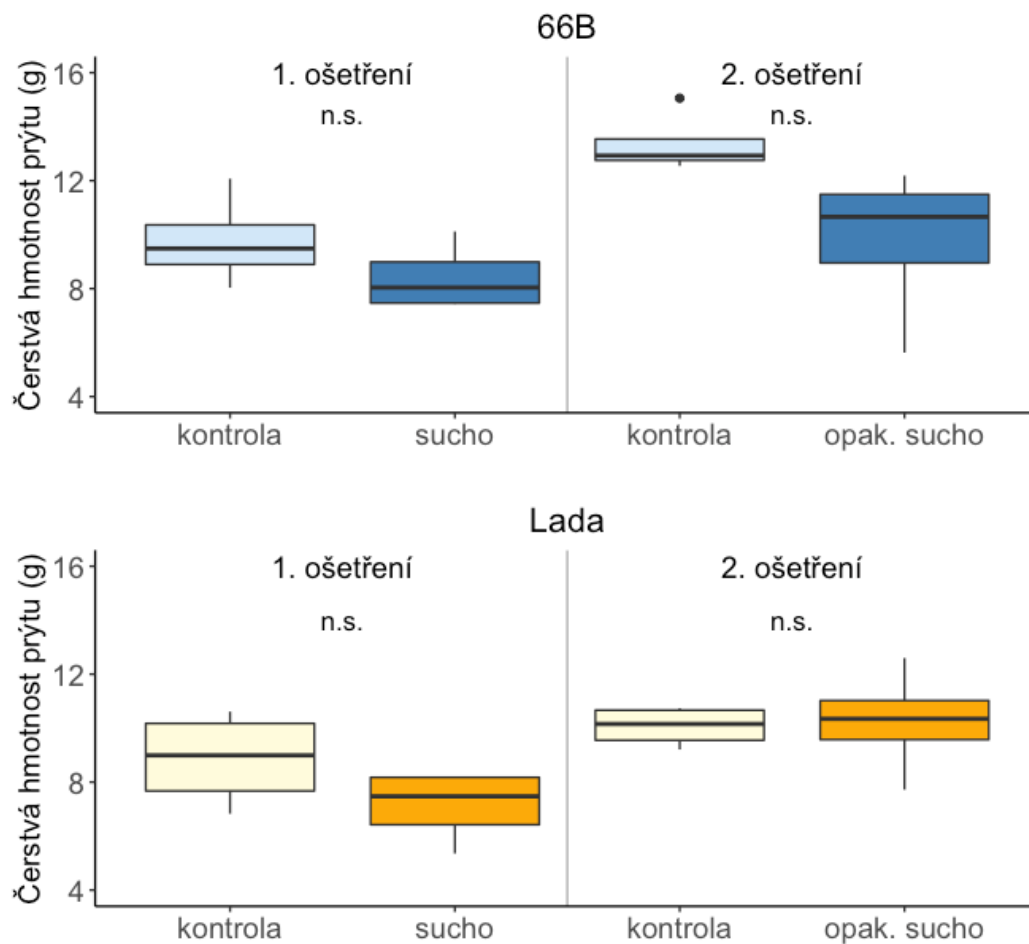 66B
Čerstvá hmotnost prýtu (g)
16
12
8
4
1. ošetření
n.s.
2. ošetření
n.s.
kontrola
sucho
kontrola
opak. sucho
Lada
Čerstvá hmotnost prýtu (g)
16
12
8
4
1. ošetření
n.s.
2. ošetření
n.s.
kontrola
sucho
kontrola
opak. sucho